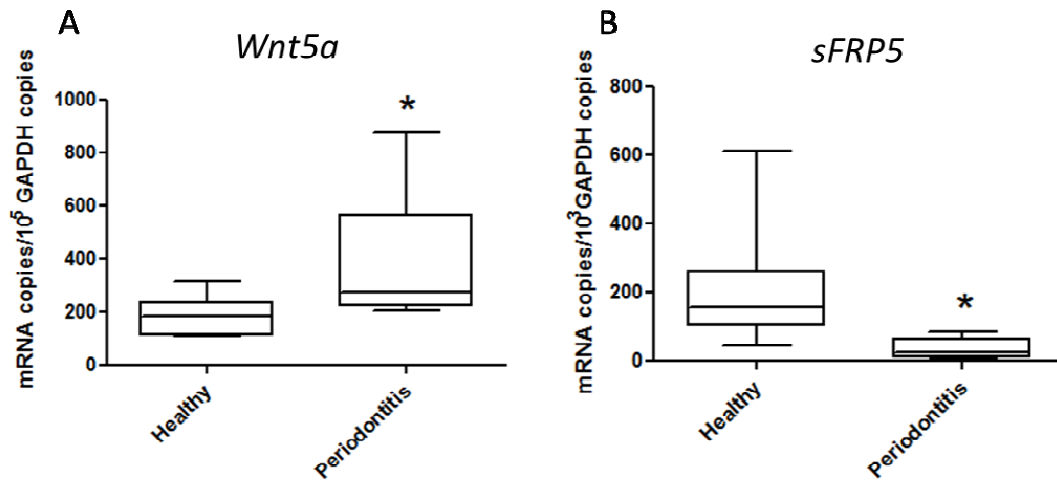 A
Wnt5a
mRNA copies/10⁵ GAPDH copies
1000
800
600
400
200
0
*
Healthy
Periodontitis
B
sFRP5
mRNA copies/10³GAPDH copies
800
600
400
200
0
*
Healthy
Periodontitis